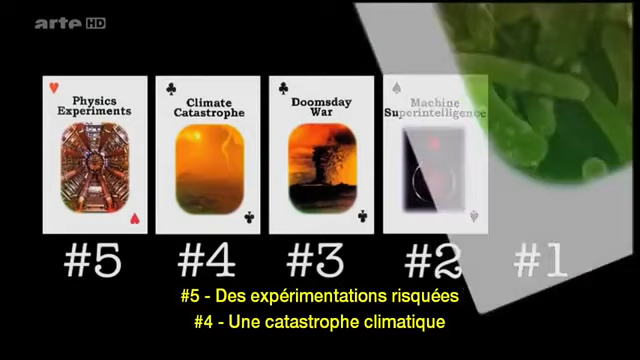 arte HD
Physics
Experiments
Climate
Catastrophe
Doomsday
War
Machine
Superintelligence
#5 #4 #3 #2 #1
#5 - Des expérimentations risquées
#4 - Une catastrophe climatique